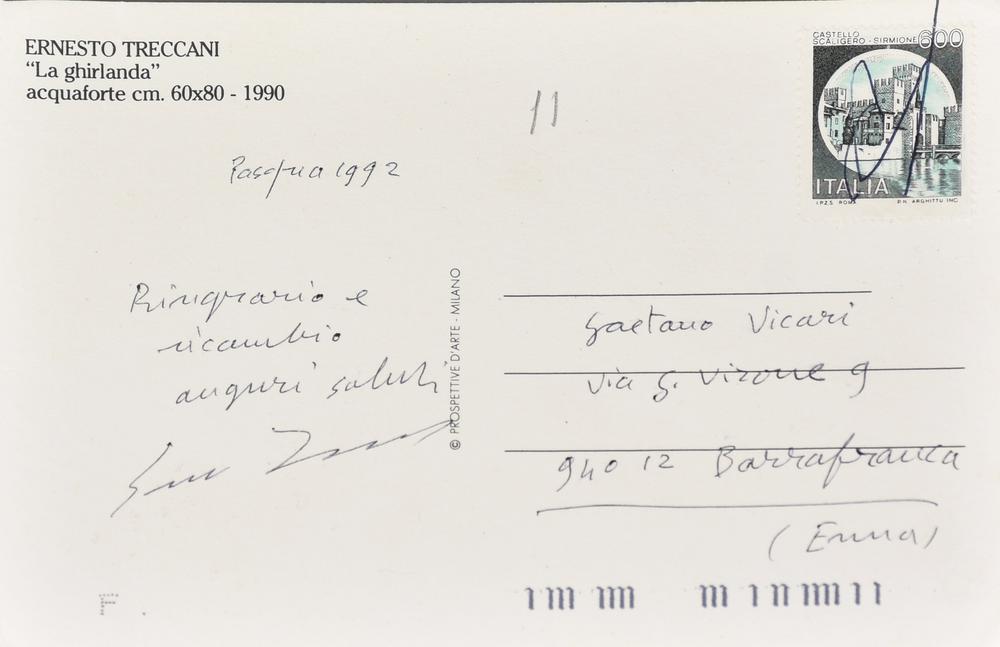 ERNESTO TRECCANI
“La ghirlanda”
acquaforte cm. 60x80 - 1990
11
CASTELLO
SCALIGERO - SIRMIONE 600
ITALIA
I.P.Z.S. ROMA P.N. ARGHITTU INC.
Pasqua 1992
Ringrazio e
ricambio
auguri saluti
© PROSPETTIVE D'ARTE - MILANO
Gaetano Vicari
via G. Virone 9
94012 Barrafranca
(Enna)
F .